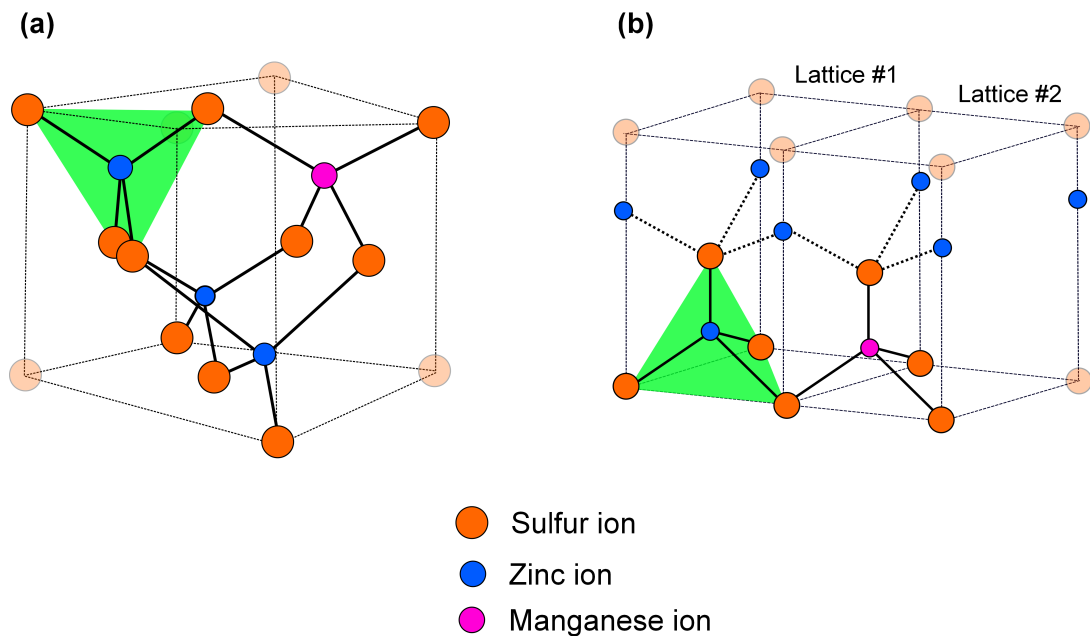 (a)
(b)
Lattice #1
Lattice #2
Sulfur ion
Zinc ion
Manganese ion